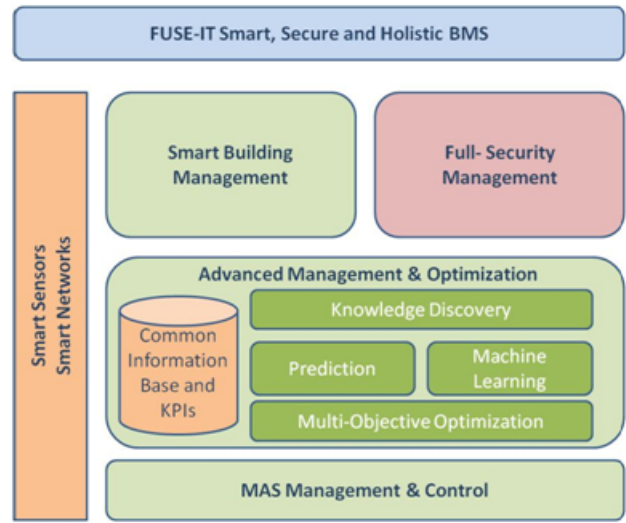 FUSE-IT Smart, Secure and Holistic BMS
Smart Sensors
Smart Networks
Smart Building
Management
Full- Security
Management
Advanced Management & Optimization
Common
Information
Base and
KPIs
Knowledge Discovery
Prediction
Machine
Learning
Multi-Objective Optimization
MAS Management & Control